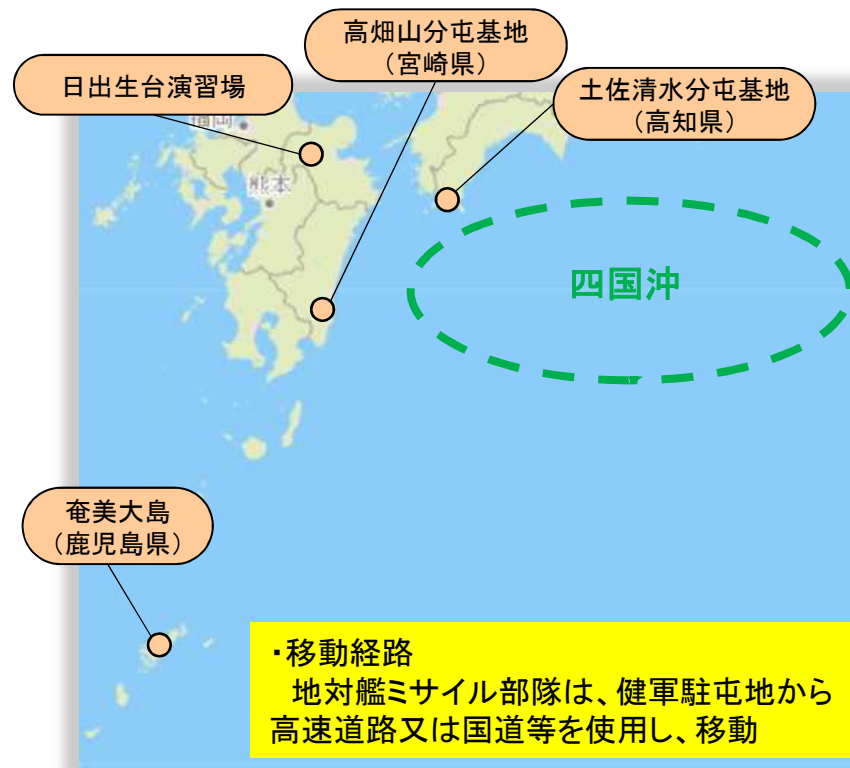 高畑山分屯基地
（宮崎県）
日出生台演習場
土佐清水分屯基地
（高知県）
福岡
熊本
四国沖
奄美大島
（鹿児島県）
・移動経路
地対艦ミサイル部隊は、健軍駐屯地から
高速道路又は国道等を使用し、移動